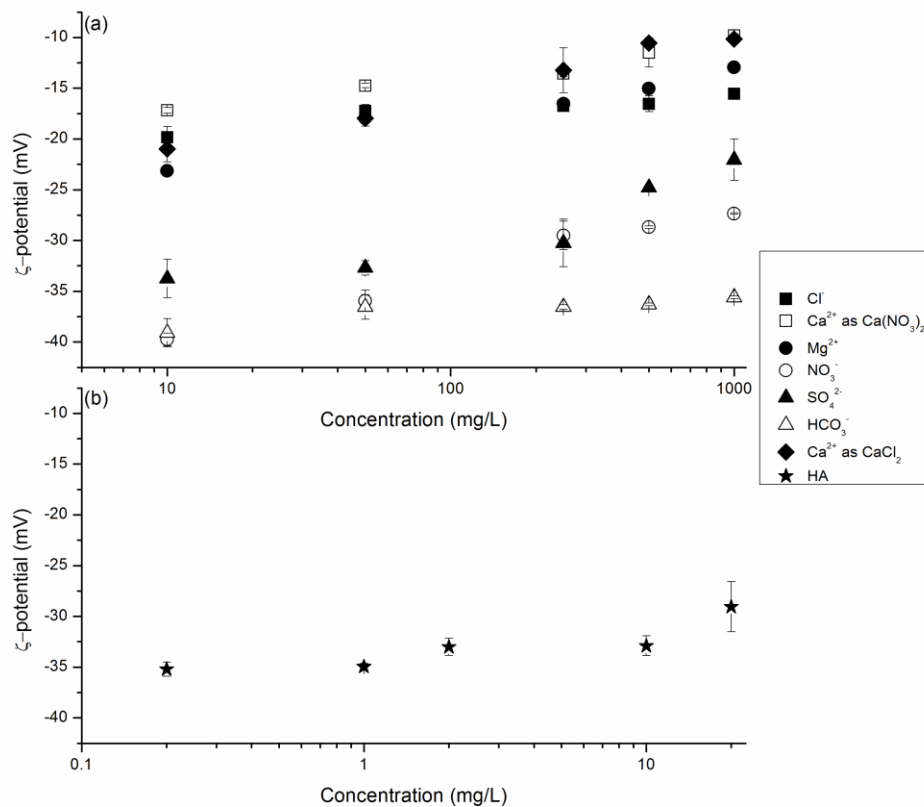 (a)
-10
-15
-20
-25
-30
-35
-40
ζ–potential (mV)
10
100
1000
Concentration (mg/L)
Cl⁻
Ca²⁺ as Ca(NO₃)₂
Mg²⁺
NO₃⁻
SO₄²⁻
HCO₃⁻
Ca²⁺ as CaCl₂
HA
(b)
-10
-15
-20
-25
-30
-35
-40
ζ–potential (mV)
0.1
1
10
Concentration (mg/L)